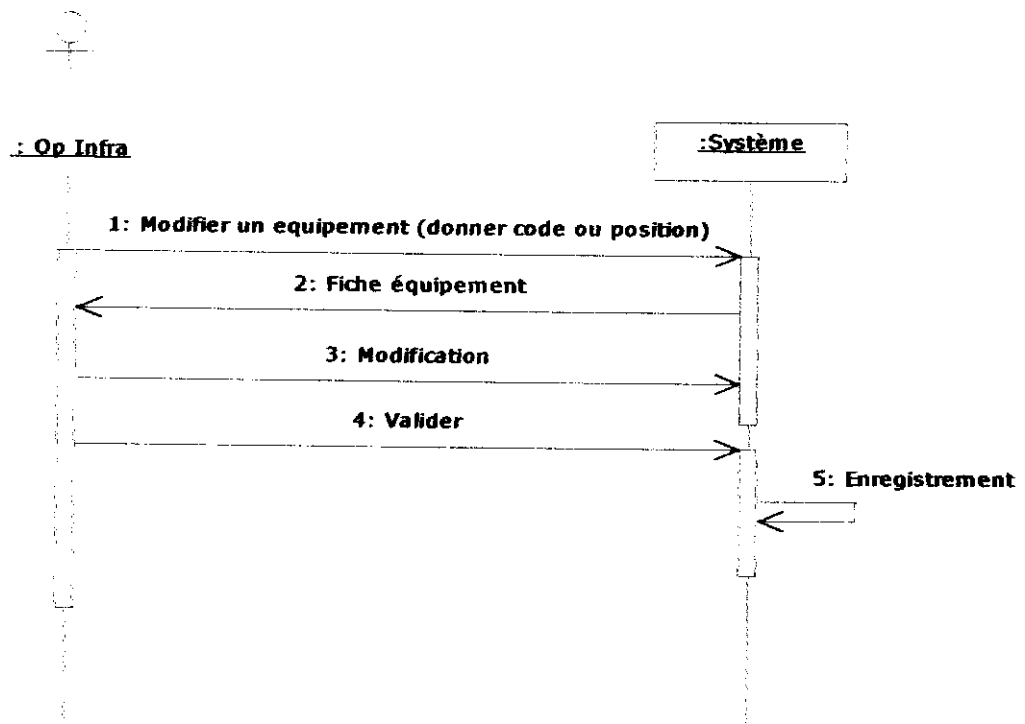 : Op Infra
:Système
1: Modifier un equipement (donner code ou position)
2: Fiche équipement
3: Modification
4: Valider
5: Enregistrement